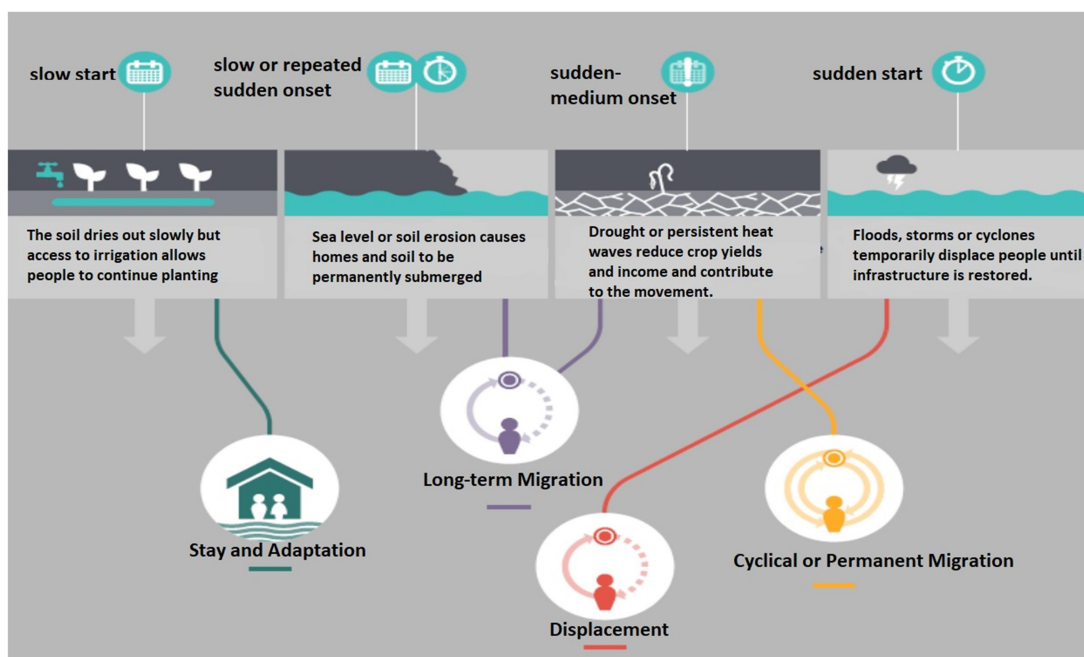 slow start
slow or repeated
sudden onset
sudden-
medium onset
sudden start
The soil dries out slowly but
access to irrigation allows
people to continue planting
Sea level or soil erosion causes
homes and soil to be
permanently submerged
Drought or persistent heat
waves reduce crop yields
and income and contribute
to the movement.
Floods, storms or cyclones
temporarily displace people until
infrastructure is restored.
Long-term Migration
Stay and Adaptation
Cyclical or Permanent Migration
Displacement